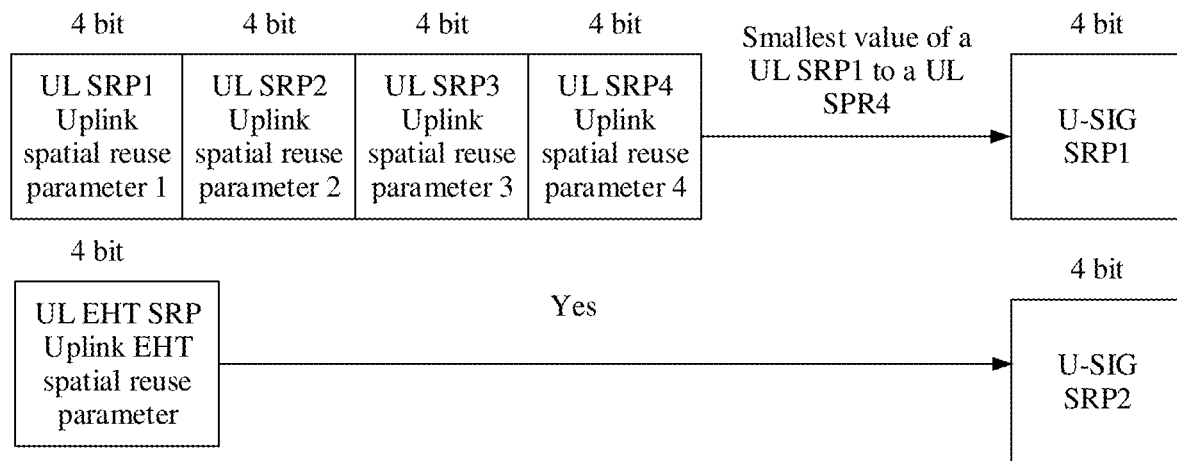 4 bit 4 bit 4 bit 4 bit
Smallest value of a
UL SRP1 to a UL
SPR4
4 bit
UL SRP1
Uplink
spatial reuse
parameter 1
UL SRP2
Uplink
spatial reuse
parameter 2
UL SRP3
Uplink
spatial reuse
parameter 3
UL SRP4
Uplink
spatial reuse
parameter 4
U-SIG
SRP1
4 bit
UL EHT SRP
Uplink EHT
spatial reuse
parameter
Yes
4 bit
U-SIG
SRP2